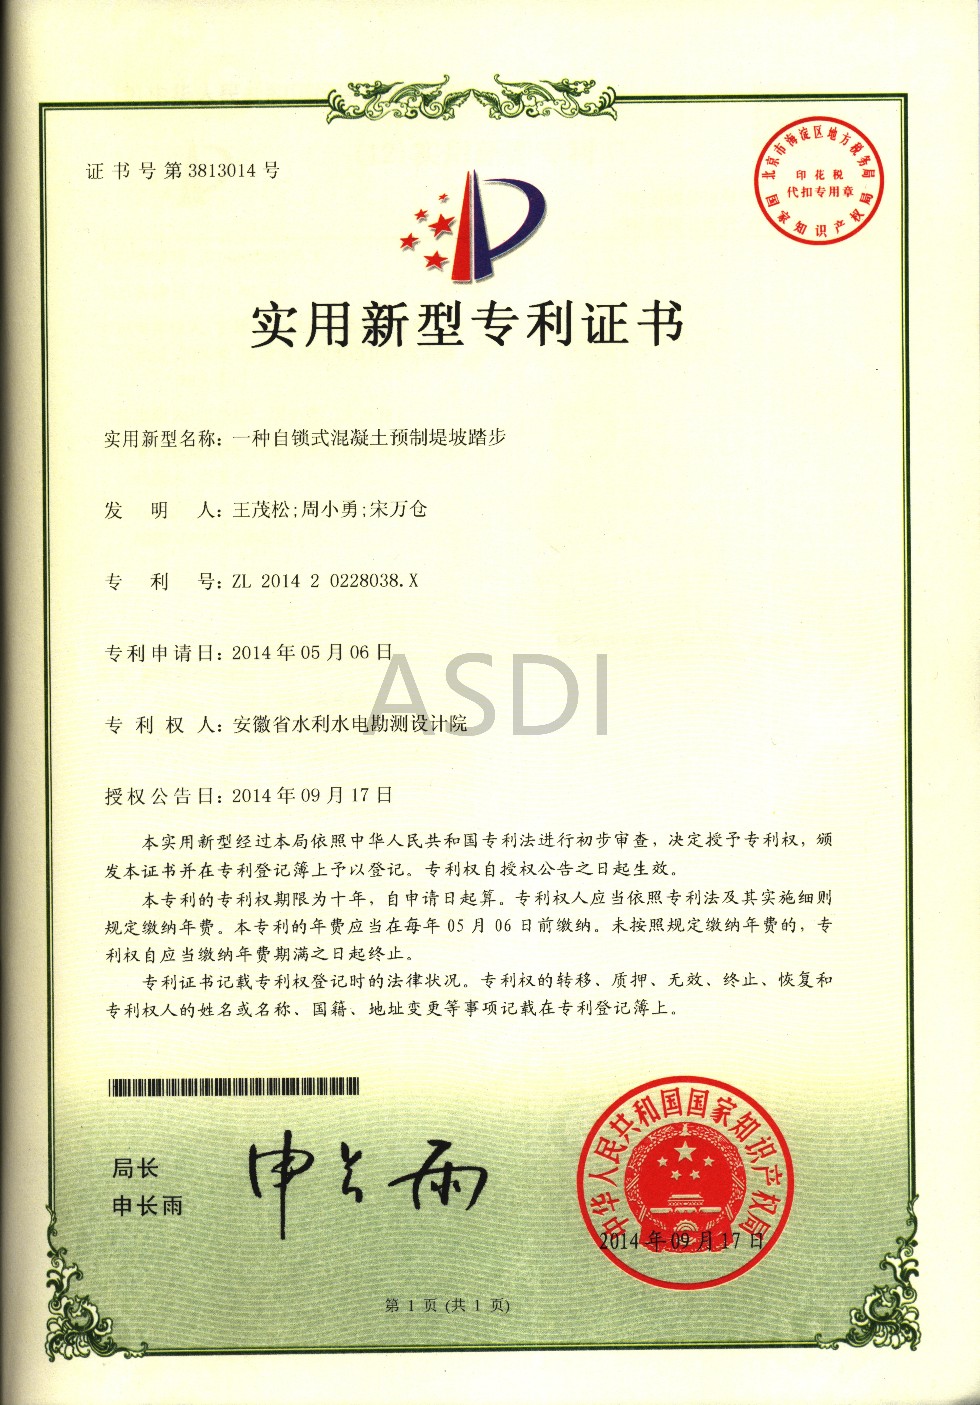 证书号第3813014号
北京市海淀区地方税务局
印花税
代扣专用章
国家知识产权局
实用新型专利证书
实用新型名称：一种自锁式混凝土预制堤坡踏步
发明人：王茂松;周小勇;宋万仓
专利号：ZL 2014 2 0228038.X
专利申请日：2014年05月06日
专利权人：安徽省水利水电勘测设计院
ASDI
授权公告日：2014年09月17日
本实用新型经过本局依照中华人民共和国专利法进行初步审查，决定授予专利权，颁
发本证书并在专利登记簿上予以登记。专利权自授权公告之日起生效。
本专利的专利权期限为十年，自申请日起算。专利权人应当依照专利法及其实施细则
规定缴纳年费。本专利的年费应当在每年05月06日前缴纳。未按照规定缴纳年费的，专
利权自应当缴纳年费期满之日起终止。
专利证书记载专利权登记时的法律状况。专利权的转移、质押、无效、终止、恢复和
专利权人的姓名或名称、国籍、地址变更等事项记载在专利登记簿上。
局长
申长雨
申长雨
中华人民共和国国家知识产权局
2014年09月17日
第 1 页 (共 1 页)